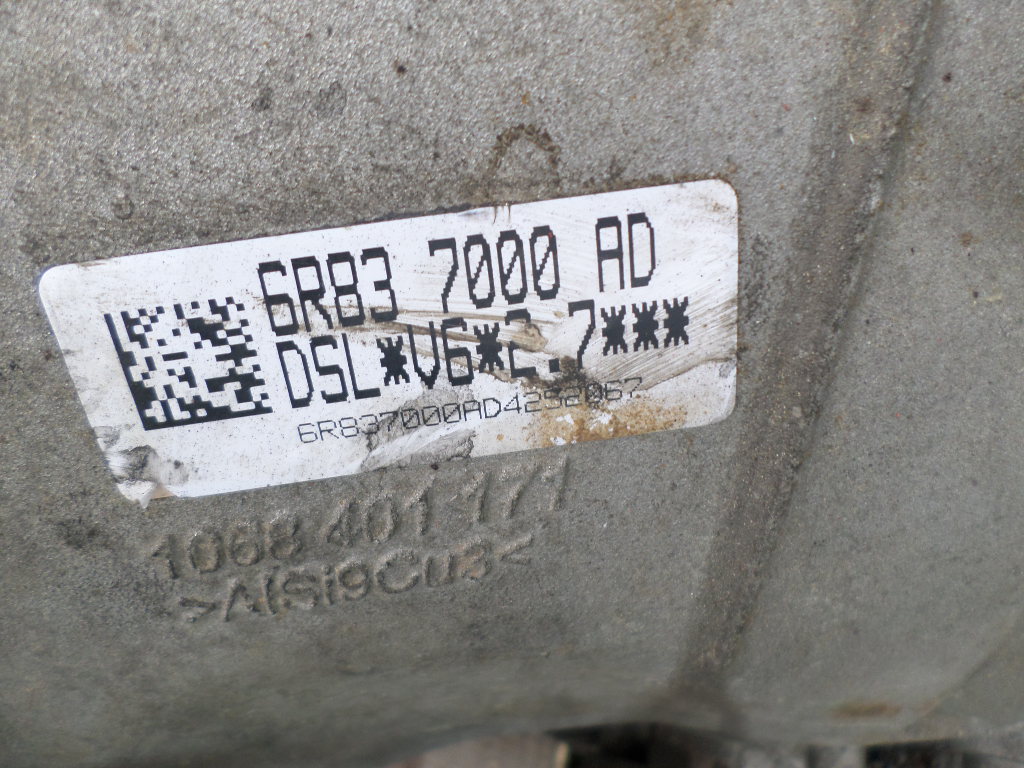 6R83 7000 AD
DSL*V6*2.7***
6R837000AD4252067
1068 401 171
>AlSi9Cu3<